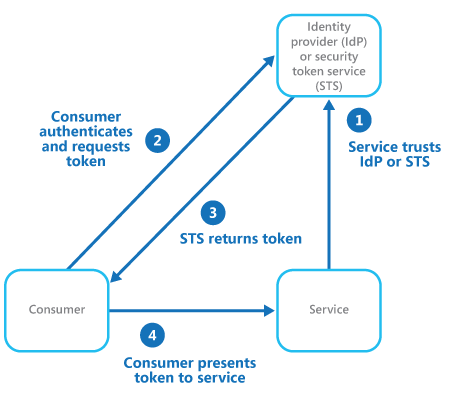 Identity
provider (IdP)
or security
token service
(STS)
1
Service trusts
IdP or STS
Consumer
authenticates
and requests
token
2
3
STS returns token
Consumer
Service
4
Consumer presents
token to service